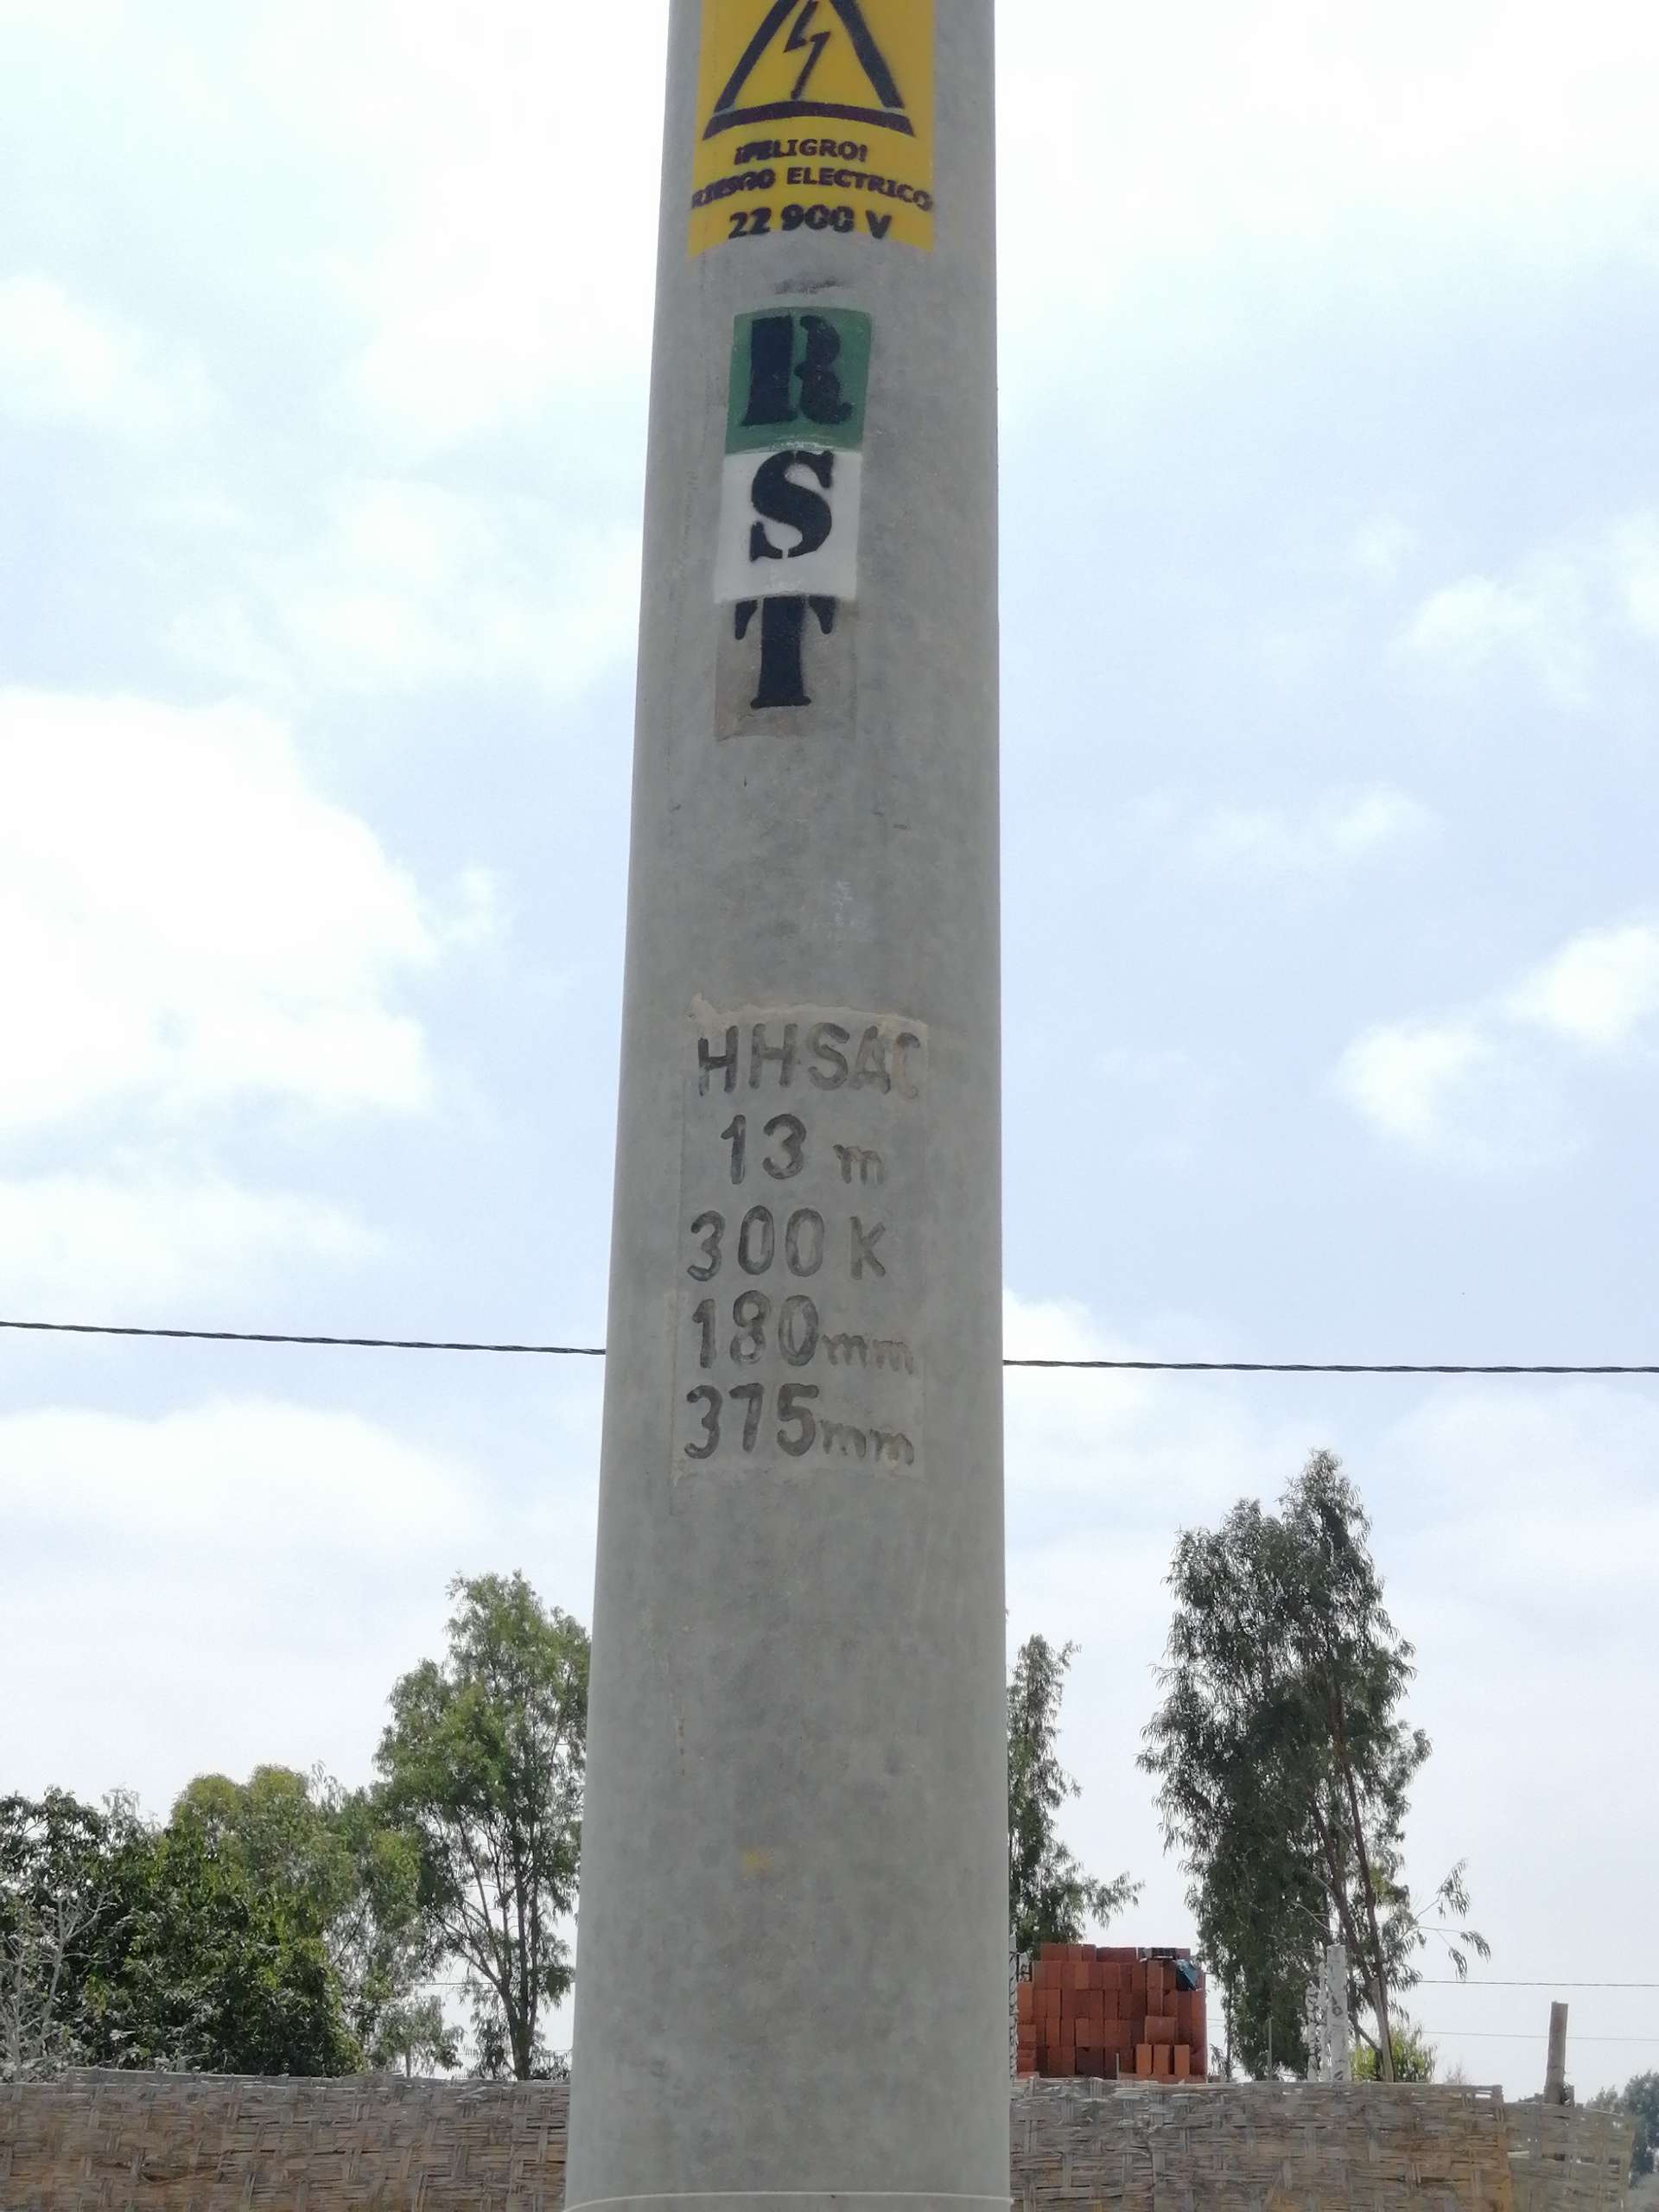 ¡PELIGRO!
RIESGO ELECTRICO
22 900 V
R
S
T
HHSAC
13 m
300 K
180mm
375mm